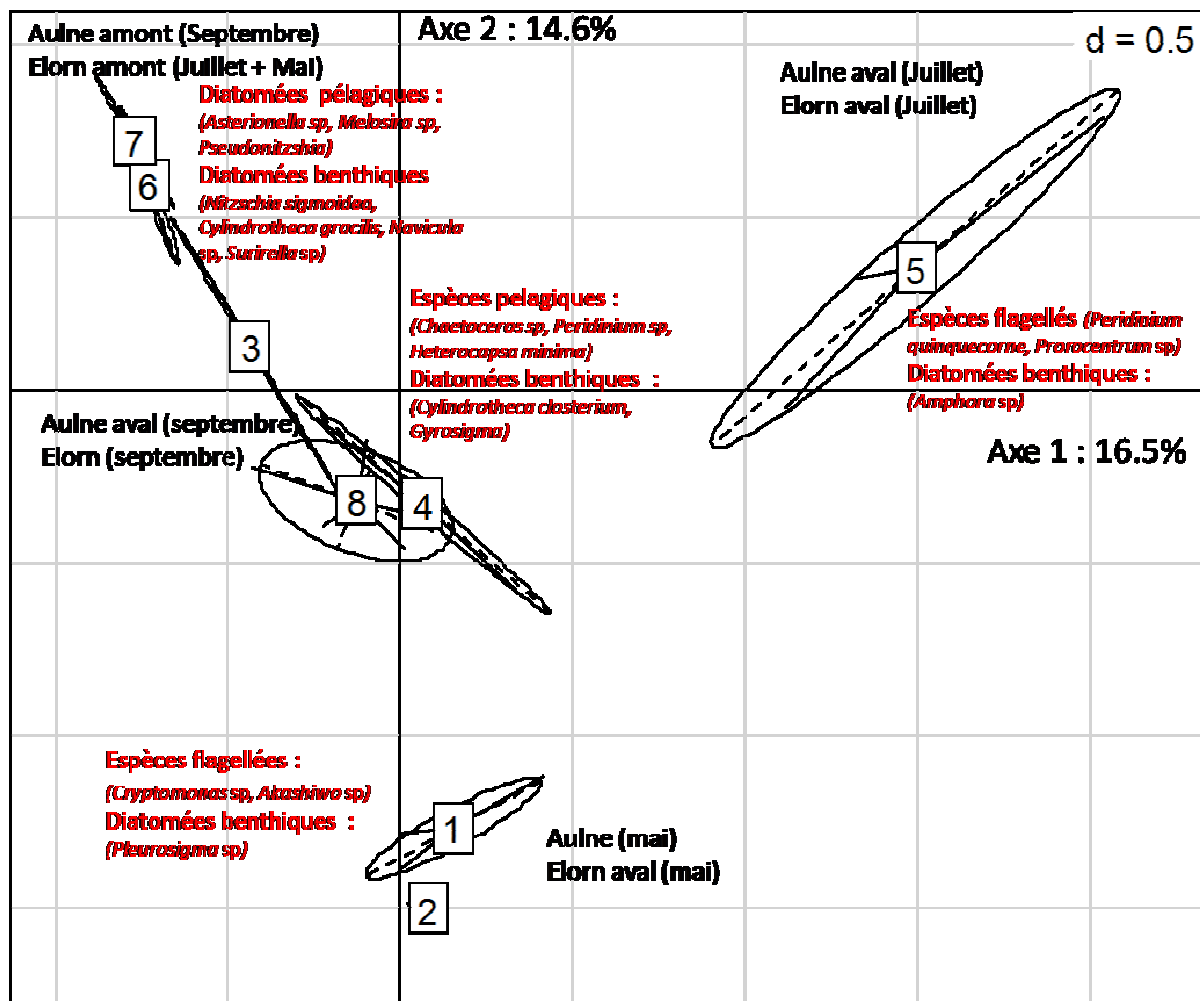 Aulne amont (Septembre)
Elorn amont (Juillet + Mai)
Axe 2 : 14.6%
d = 0.5
Aulne aval (Juillet)
Elorn aval (Juillet)
Diatomées pélagiques :
(Asterionella sp, Melosira sp,
Pseudonitzshia)
Diatomées benthiques
(Nitzschia sigmoidea,
Cylindrotheca gracilis, Navicula
sp, Surirella sp)
7
6
5
3
Espèces pelagiques :
(Chaetoceros sp, Peridinium sp,
Heterocapsa minima)
Diatomées benthiques :
(Cylindrotheca closterium,
Gyrosigma)
Espèces flagellés (Peridinium
quinquecorne, Prorocentrum sp)
Diatomées benthiques :
(Amphora sp)
Axe 1 : 16.5%
Aulne aval (septembre)
Elorn (septembre)
8
4
Espèces flagellées :
(Cryptomonas sp, Akashiwo sp)
Diatomées benthiques :
(Pleurosigma sp)
1
Aulne (mai)
Elorn aval (mai)
2